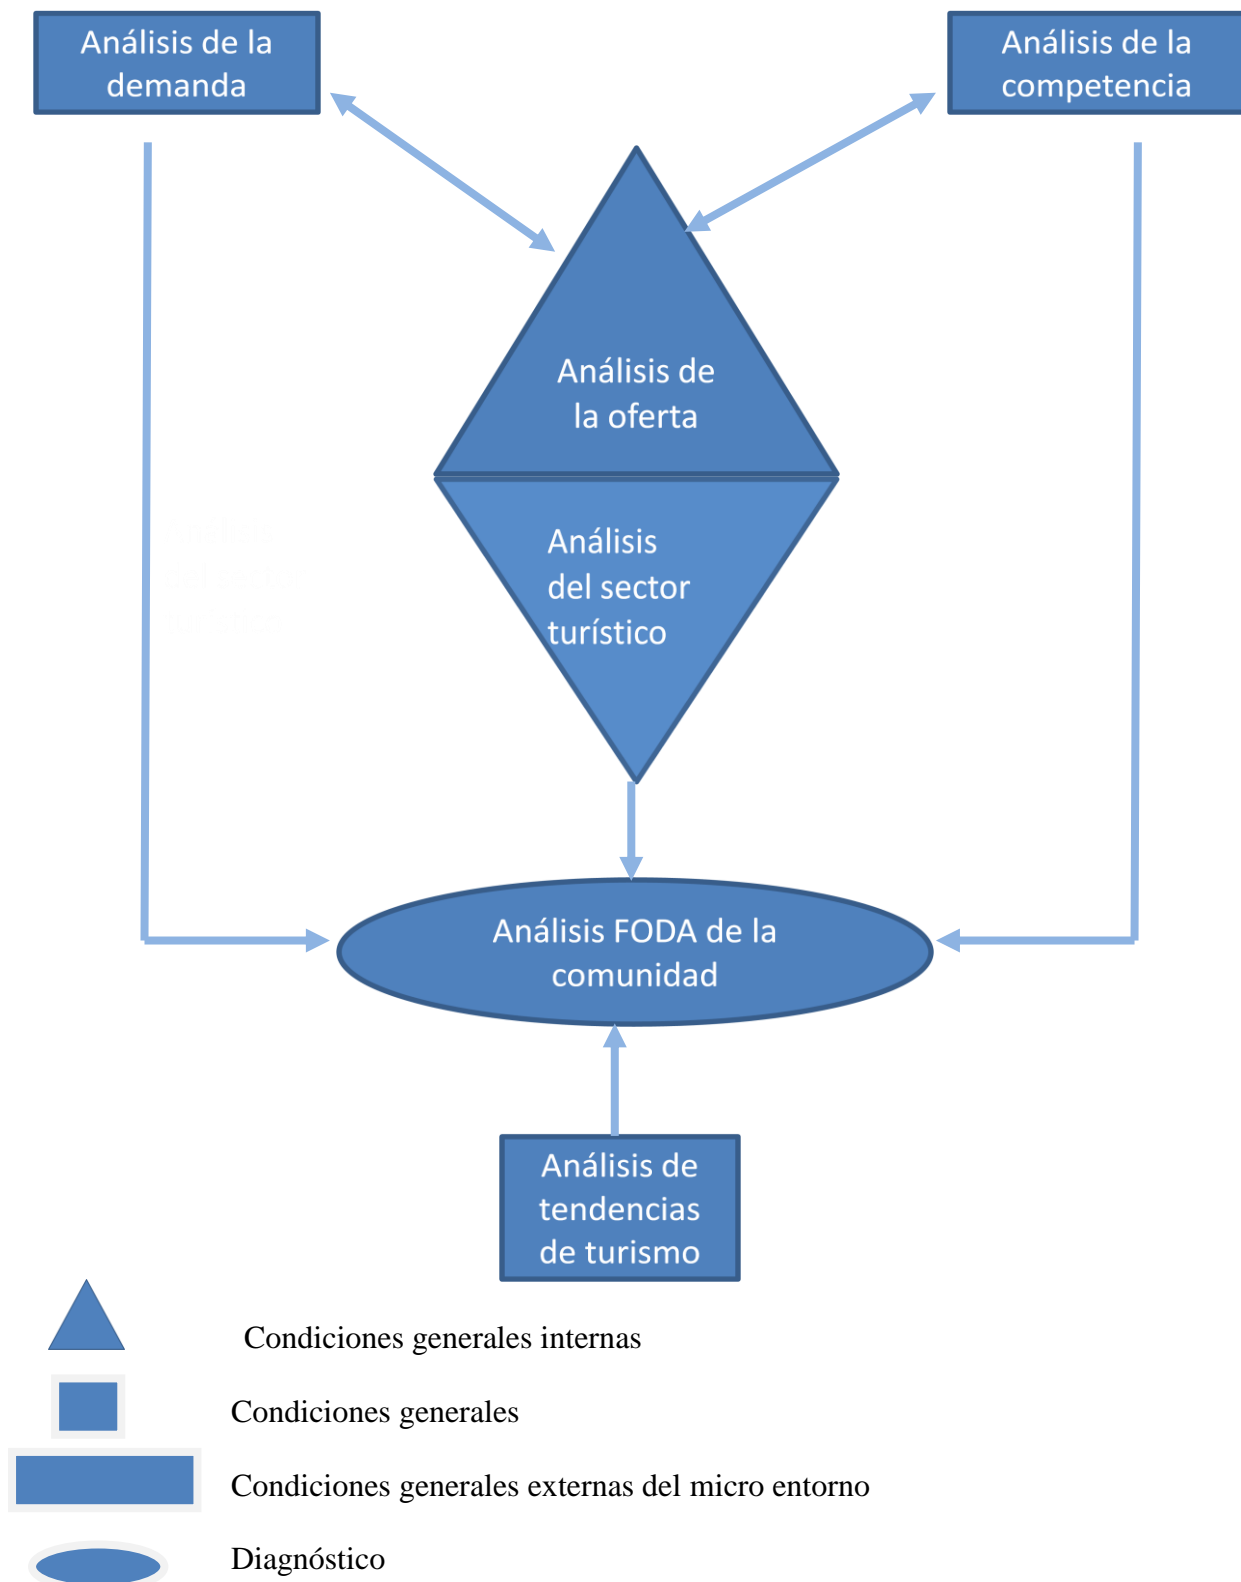 Análisis de la
demanda
Análisis de la
competencia
Análisis de
la oferta
Análisis
del sector
turístico
Análisis FODA de la
comunidad
Análisis de
tendencias
de turismo
Condiciones generales internas
Condiciones generales
Condiciones generales externas del micro entorno
Diagnóstico